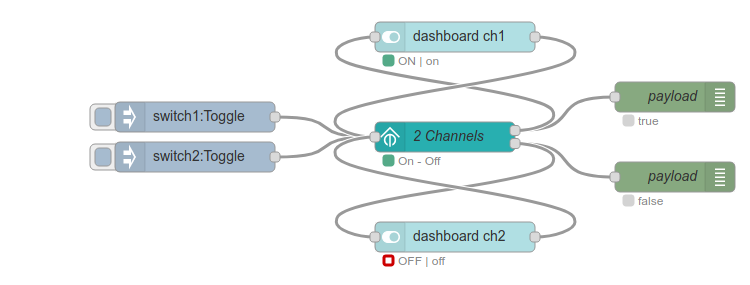 dashboard ch1
ON | on
switch1:Toggle
switch2:Toggle
2 Channels
On - Off
payload
true
payload
false
dashboard ch2
OFF | off